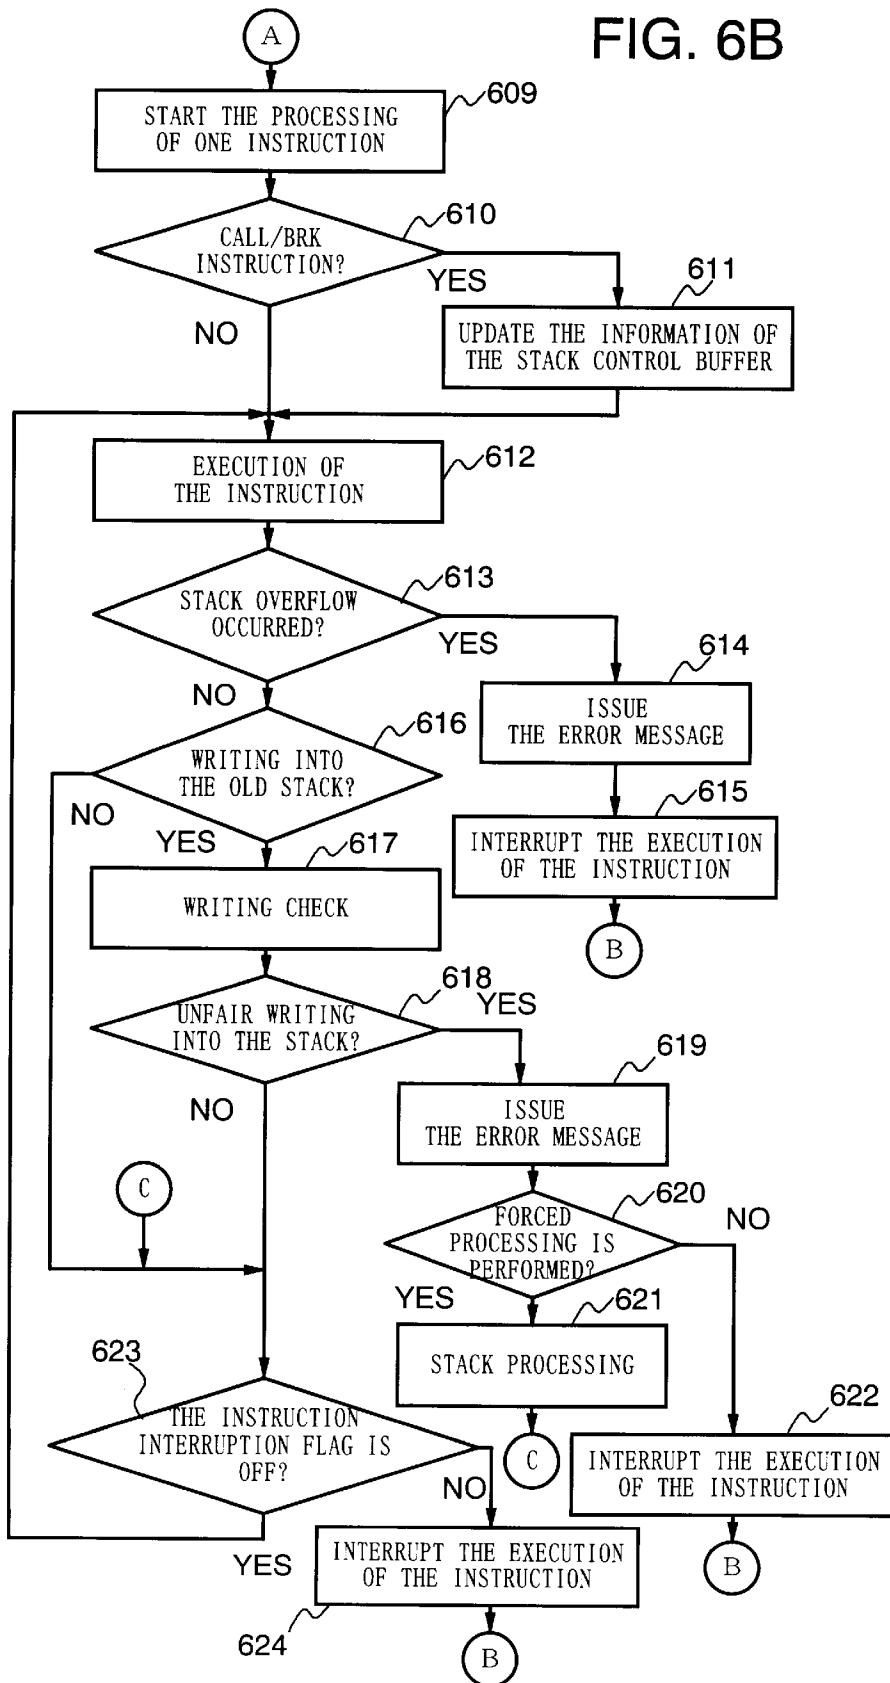 FIG. 6B
A
609
START THE PROCESSING
OF ONE INSTRUCTION
610
CALL/BRK
INSTRUCTION?
YES
NO
611
UPDATE THE INFORMATION OF
THE STACK CONTROL BUFFER
612
EXECUTION OF
THE INSTRUCTION
613
STACK OVERFLOW
OCCURRED?
YES
NO
614
ISSUE
THE ERROR MESSAGE
616
WRITING INTO
THE OLD STACK?
NO
YES
615
INTERRUPT THE EXECUTION
OF THE INSTRUCTION
B
617
WRITING CHECK
618
UNFAIR WRITING
INTO THE STACK?
YES
NO
619
ISSUE
THE ERROR MESSAGE
C
620
FORCED
PROCESSING IS
PERFORMED?
NO
YES
621
STACK PROCESSING
C
622
INTERRUPT THE EXECUTION
OF THE INSTRUCTION
B
623
THE INSTRUCTION
INTERRUPTION FLAG IS
OFF?
NO
YES
INTERRUPT THE EXECUTION
OF THE INSTRUCTION
624
B